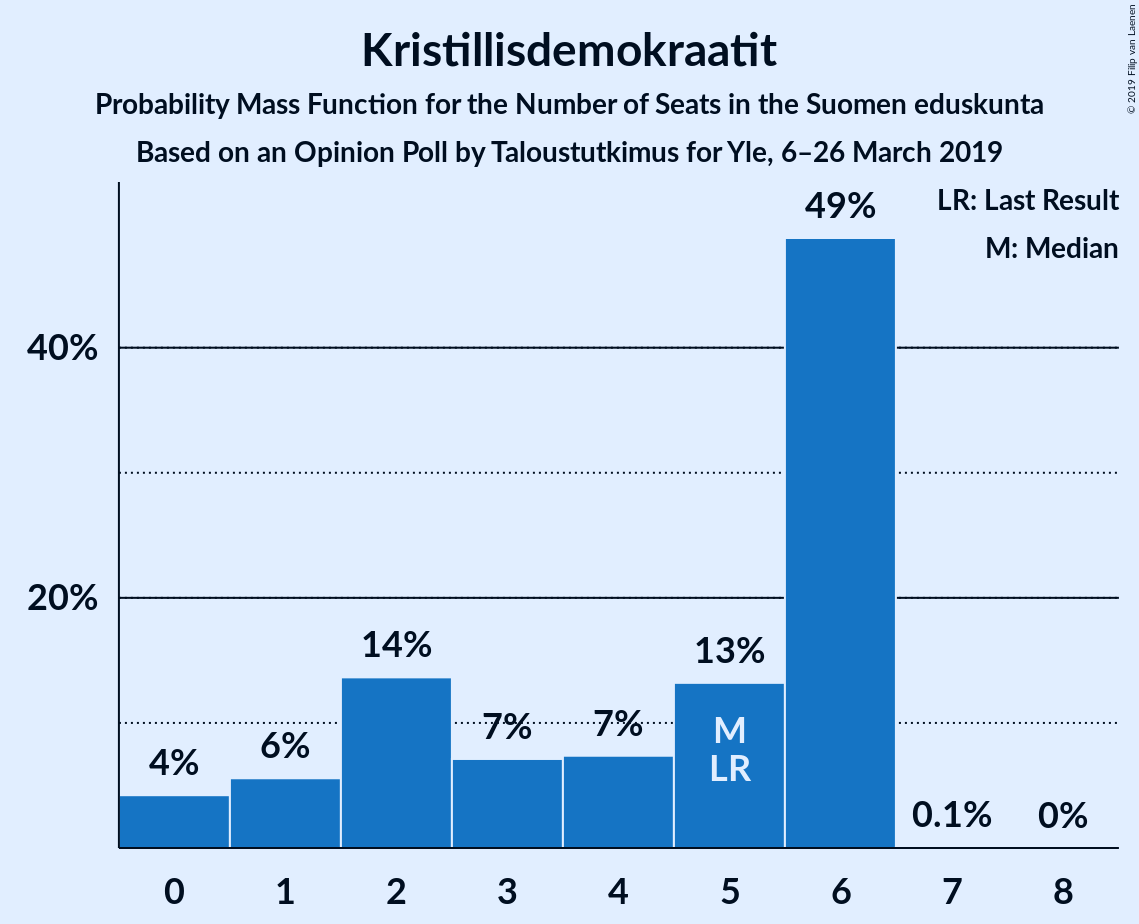 Kristillisdemokraatit
Probability Mass Function for the Number of Seats in the Suomen eduskunta
Based on an Opinion Poll by Taloustutkimus for Yle, 6–26 March 2019
© 2019 Filip van Laenen
LR: Last Result
M: Median
49%
40%
20%
14%
13%
7%
7%
6%
4%
M
LR
0.1%
0%
0 1 2 3 4 5 6 7 8